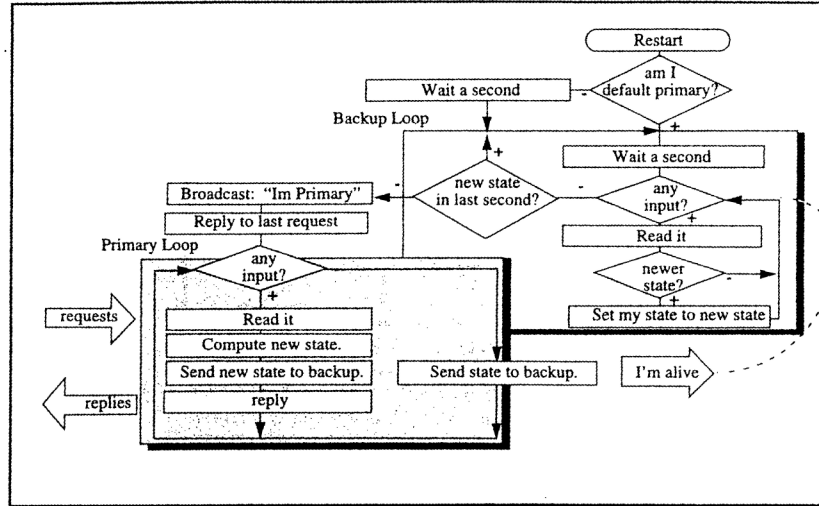 Restart
am I
default primary?
-
Wait a second
+
Backup Loop
Wait a second
+
new state
in last second?
-
-
any
input?
+
Broadcast: "Im Primary"
Reply to last request
Read it
Primary Loop
any
input?
+
newer
state?
-
+
Set my state to new state
requests
Read it
Compute new state.
Send new state to backup.
Send state to backup.
I'm alive
replies
reply